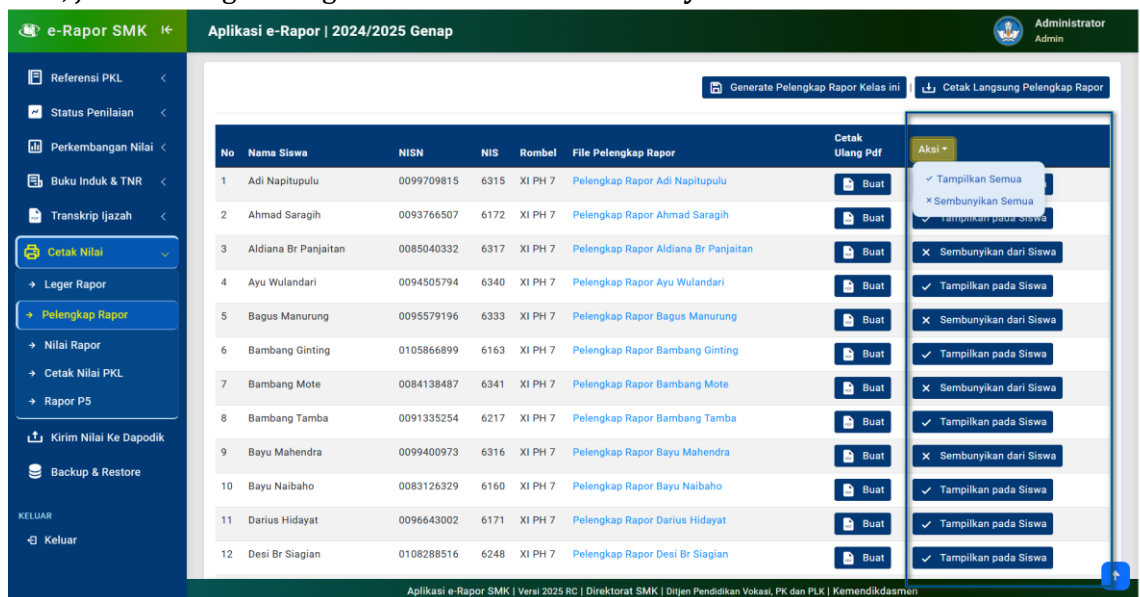 e-Rapor SMK
Aplikasi e-Rapor | 2024/2025 Genap
Administrator
Admin
Referensi PKL
Status Penilaian
Perkembangan Nilai
Buku Induk & TNR
Transkrip Ijazah
Cetak Nilai
Leger Rapor
Pelengkap Rapor
Nilai Rapor
Cetak Nilai PKL
Rapor P5
Kirim Nilai Ke Dapodik
Backup & Restore
KELUAR
Keluar
Generate Pelengkap Rapor Kelas ini | Cetak Langsung Pelengkap Rapor
No Nama Siswa NISN NIS Rombel File Pelengkap Rapor Cetak Ulang Pdf Aksi
Tampilkan Semua
Sembunyikan Semua
1 Adi Napitupulu 0099709815 6315 XI PH 7 Pelengkap Rapor Adi Napitupulu Buat
2 Ahmad Saragih 0093766507 6172 XI PH 7 Pelengkap Rapor Ahmad Saragih Buat Tampilkan pada Siswa
3 Aldiana Br Panjaitan 0085040332 6317 XI PH 7 Pelengkap Rapor Aldiana Br Panjaitan Buat Sembunyikan dari Siswa
4 Ayu Wulandari 0094505794 6340 XI PH 7 Pelengkap Rapor Ayu Wulandari Buat Tampilkan pada Siswa
5 Bagus Manurung 0095579196 6333 XI PH 7 Pelengkap Rapor Bagus Manurung Buat Sembunyikan dari Siswa
6 Bambang Ginting 0105866899 6163 XI PH 7 Pelengkap Rapor Bambang Ginting Buat Tampilkan pada Siswa
7 Bambang Mote 0084138487 6341 XI PH 7 Pelengkap Rapor Bambang Mote Buat Sembunyikan dari Siswa
8 Bambang Tamba 0091335254 6217 XI PH 7 Pelengkap Rapor Bambang Tamba Buat Tampilkan pada Siswa
9 Bayu Mahendra 0099400973 6316 XI PH 7 Pelengkap Rapor Bayu Mahendra Buat Sembunyikan dari Siswa
10 Bayu Naibaho 0083126329 6160 XI PH 7 Pelengkap Rapor Bayu Naibaho Buat Tampilkan pada Siswa
11 Darius Hidayat 0096643002 6171 XI PH 7 Pelengkap Rapor Darius Hidayat Buat Tampilkan pada Siswa
12 Desi Br Siagian 0108288516 6248 XI PH 7 Pelengkap Rapor Desi Br Siagian Buat Tampilkan pada Siswa
Aplikasi e-Rapor SMK | Versi 2025 RC | Direktorat SMK | Ditjen Pendidikan Vokasi, PK dan PLK | Kemendikdasmen